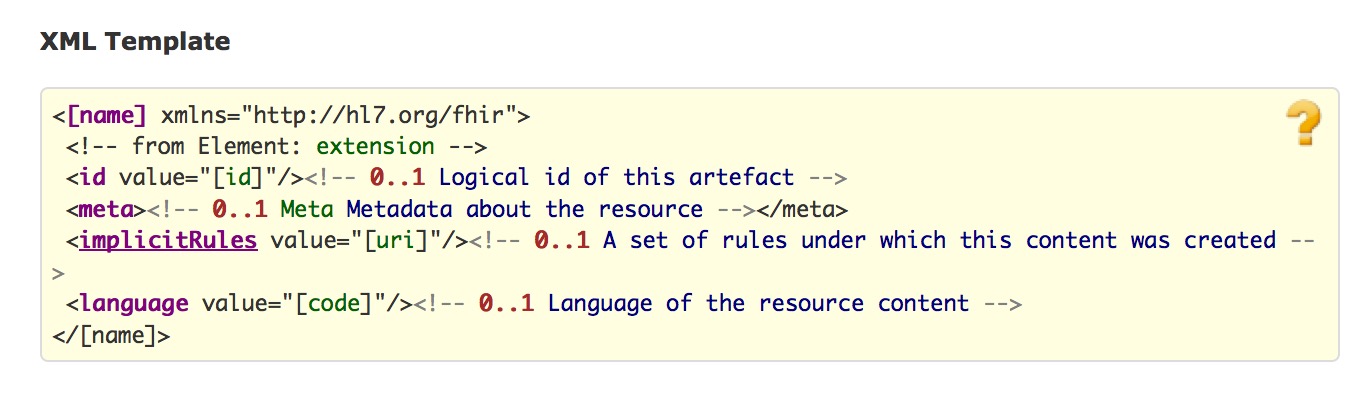 XML Template
<[name] xmlns="http://hl7.org/fhir">
<!-- from Element: extension -->
<id value="[id]"/><!-- 0..1 Logical id of this artefact -->
<meta><!-- 0..1 Meta Metadata about the resource --></meta>
<implicitRules value="[uri]"/><!-- 0..1 A set of rules under which this content was created --
>
<language value="[code]"/><!-- 0..1 Language of the resource content -->
</[name]>
?